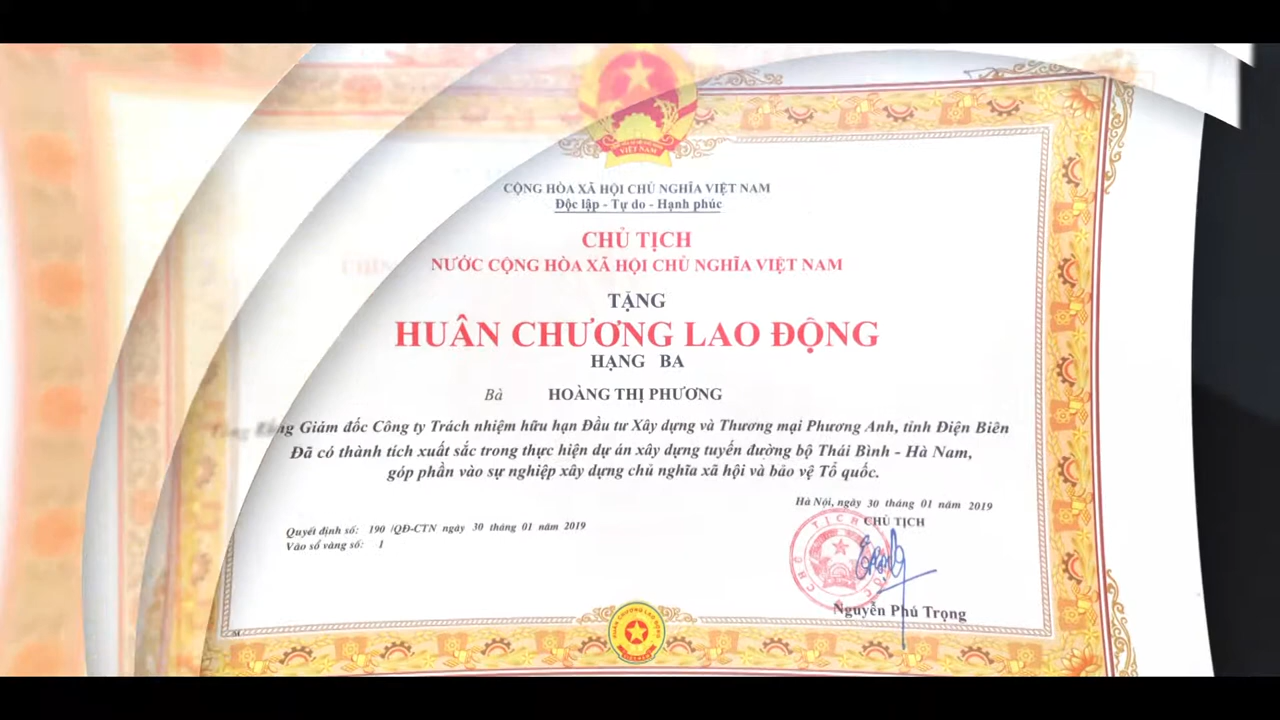 VIỆT NAM
CỘNG HÒA XÃ HỘI CHỦ NGHĨA VIỆT NAM
Độc lập - Tự do - Hạnh phúc
CHỦ TỊCH
NƯỚC CỘNG HÒA XÃ HỘI CHỦ NGHĨA VIỆT NAM
TẶNG
HUÂN CHƯƠNG LAO ĐỘNG
HẠNG BA
Bà HOÀNG THỊ PHƯƠNG
Giám đốc Công ty Trách nhiệm hữu hạn Đầu tư Xây dựng và Thương mại Phương Anh, tỉnh Điện Biên
Đã có thành tích xuất sắc trong thực hiện dự án xây dựng tuyến đường bộ Thái Bình - Hà Nam,
góp phần vào sự nghiệp xây dựng chủ nghĩa xã hội và bảo vệ Tổ quốc.
Hà Nội, ngày 30 tháng 01 năm 2019
CHỦ TỊCH
Quyết định số: 190 /QĐ-CTN ngày 30 tháng 01 năm 2019
Vào sổ vàng số: 1
CHỦ TỊCH
Nguyễn Phú Trọng
HUÂN CHƯƠNG LAO ĐỘNG